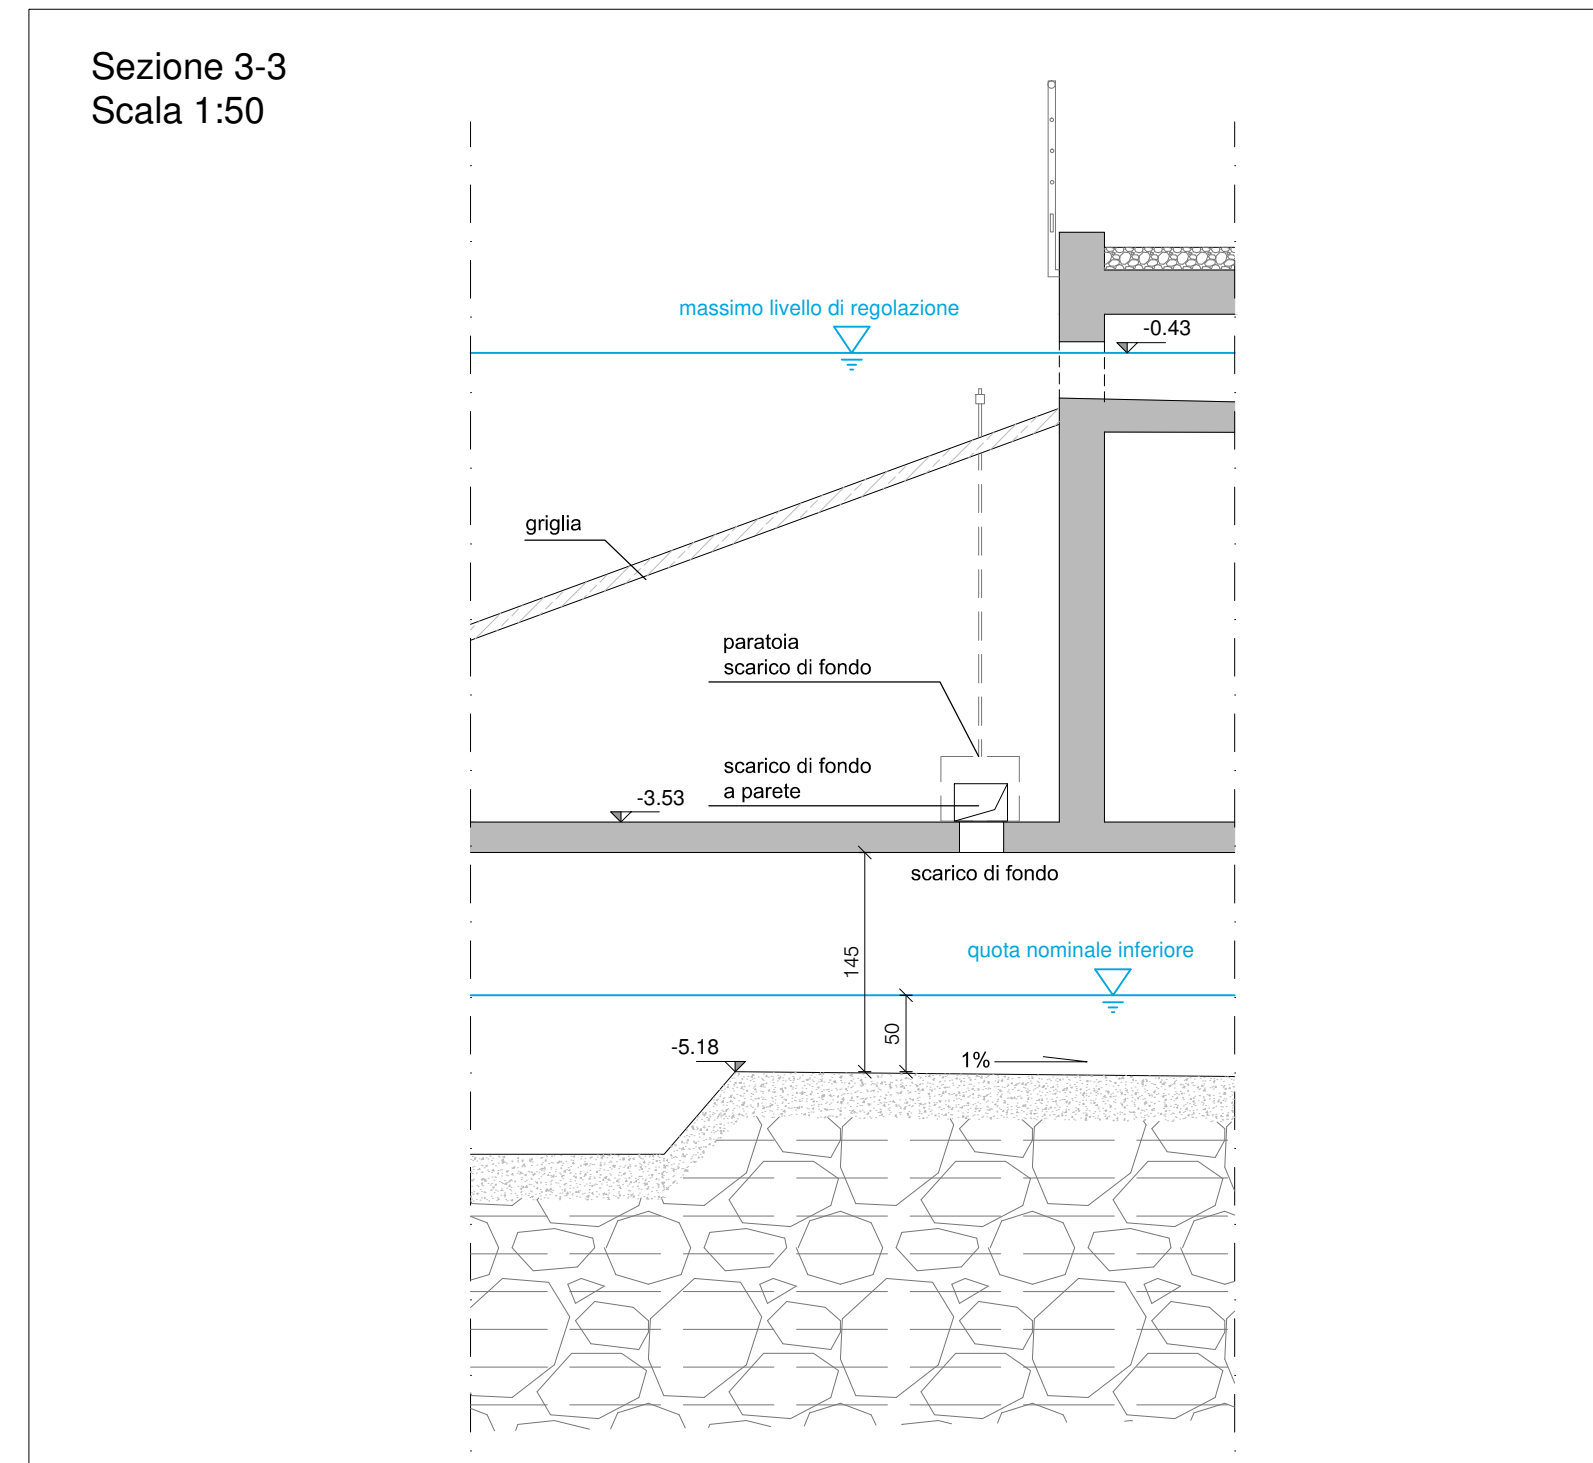 Sezione 3-3
Scala 1:50
massimo livello di regolazione
-0.43
griglia
paratoia
scarico di fondo
scarico di fondo
a parete
-3.53
scarico di fondo
145
quota nominale inferiore
50
-5.18
1%